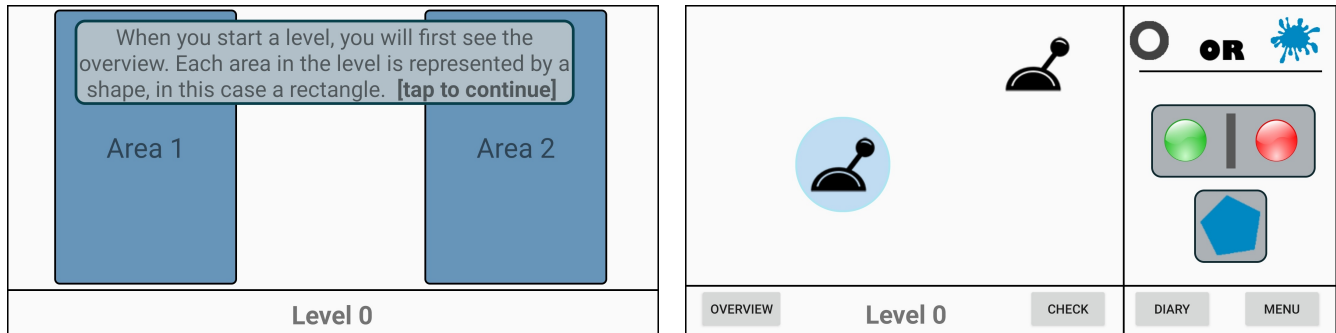 When you start a level, you will first see the
overview. Each area in the level is represented by a
shape, in this case a rectangle. [tap to continue]
Area 1
Area 2
Level 0
OR
OVERVIEW
Level 0
CHECK
DIARY
MENU